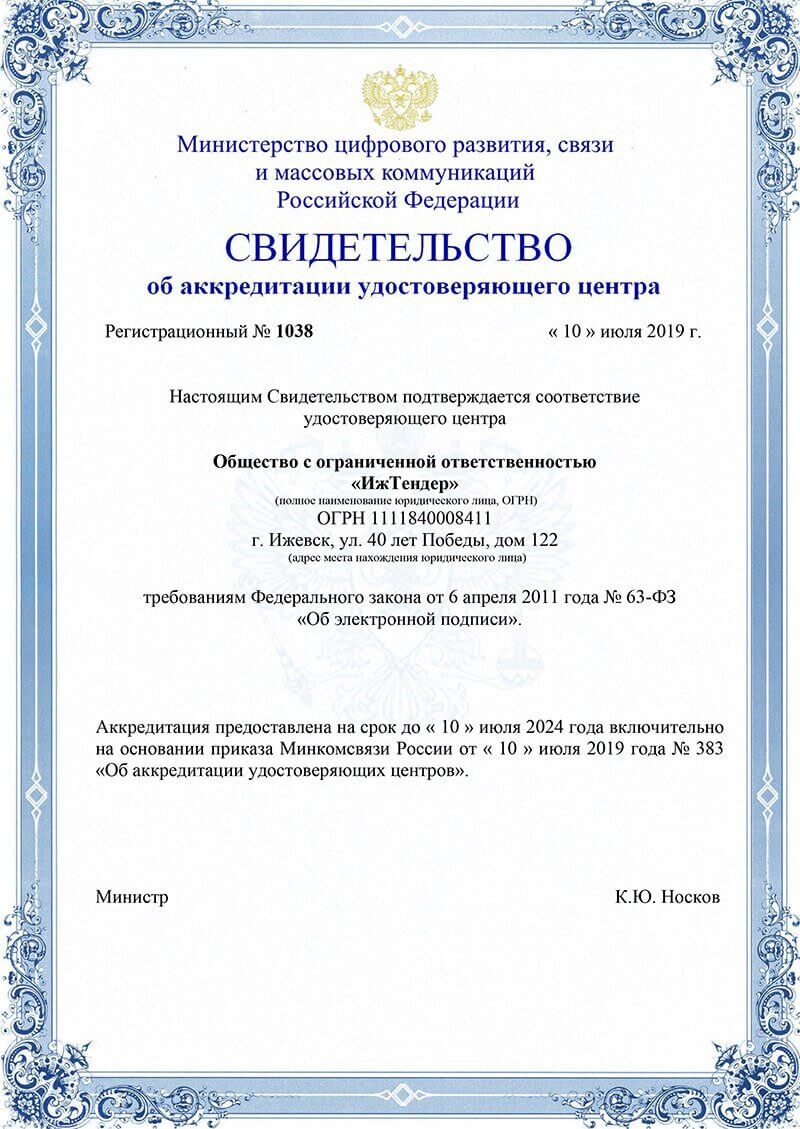 Министерство цифрового развития, связи
и массовых коммуникаций
Российской Федерации
СВИДЕТЕЛЬСТВО
об аккредитации удостоверяющего центра
Регистрационный № 1038 « 10 » июля 2019 г.
Настоящим Свидетельством подтверждается соответствие
удостоверяющего центра
Общество с ограниченной ответственностью
«ИжТендер»
(полное наименование юридического лица, ОГРН)
ОГРН 1111840008411
г. Ижевск, ул. 40 лет Победы, дом 122
(адрес места нахождения юридического лица)
требованиям Федерального закона от 6 апреля 2011 года № 63-ФЗ
«Об электронной подписи».
Аккредитация предоставлена на срок до « 10 » июля 2024 года включительно
на основании приказа Минкомсвязи России от « 10 » июля 2019 года № 383
«Об аккредитации удостоверяющих центров».
Министр К.Ю. Носков